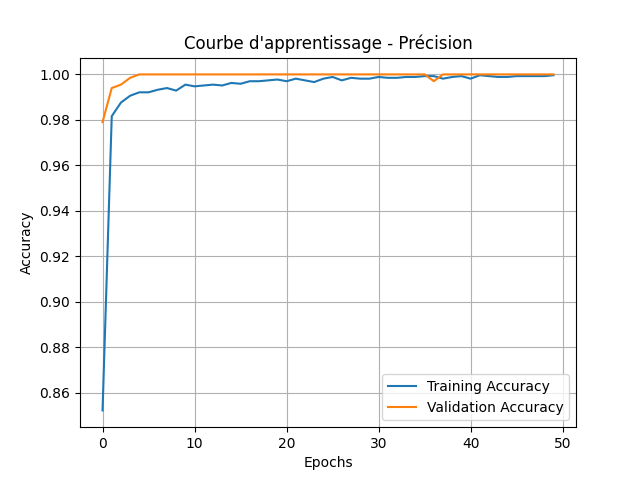 Courbe d'apprentissage - Précision
1.00
0.98
0.96
0.94
0.92
0.90
0.88
0.86
Accuracy
Training Accuracy
Validation Accuracy
0 10 20 30 40 50
Epochs